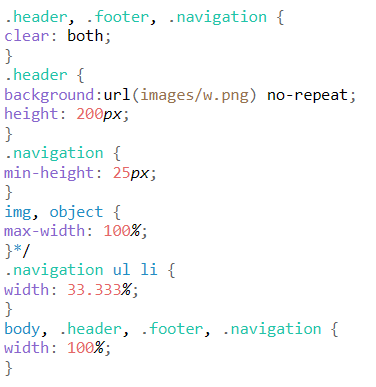 .header, .footer, .navigation {
clear: both;
}
.header {
background:url(images/w.png) no-repeat;
height: 200px;
}
.navigation {
min-height: 25px;
}
img, object {
max-width: 100%;
}*/
.navigation ul li {
width: 33.333%;
}
body, .header, .footer, .navigation {
width: 100%;
}